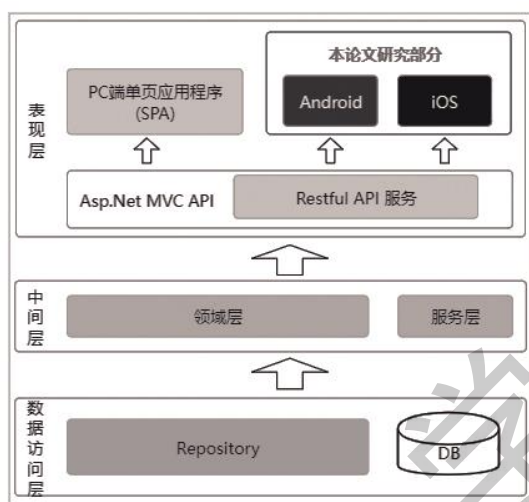 本论文研究部分
PC端单页应用程序
(SPA)
Android
iOS
表
现
层
Asp.Net MVC API
Restful API 服务
中
间
层
领域层
服务层
数
据
访
问
层
Repository
DB
学